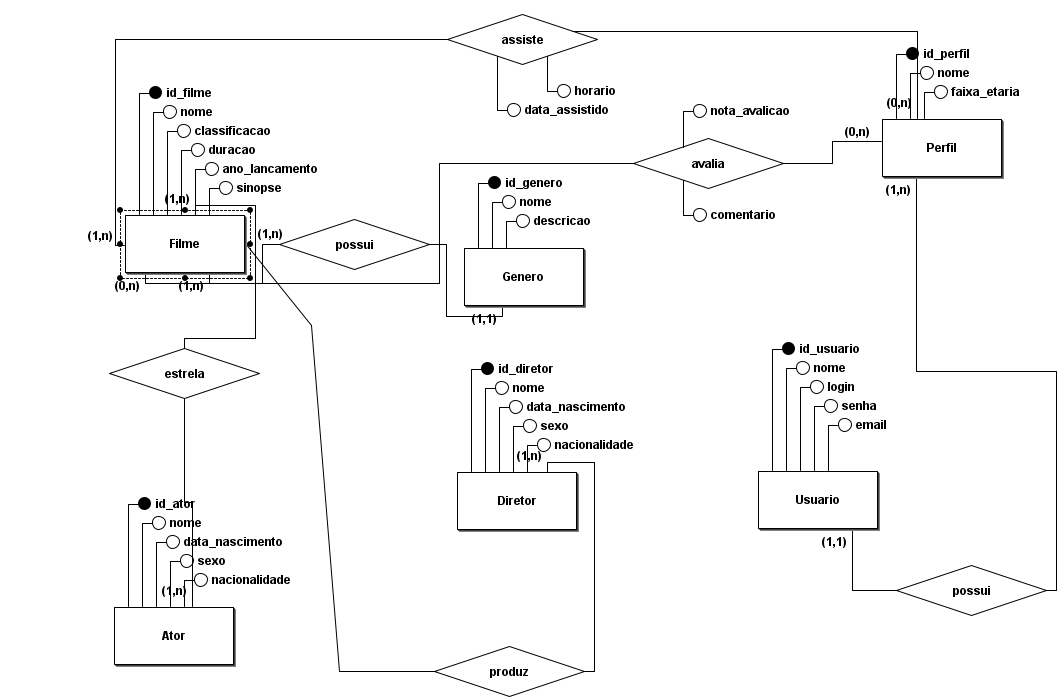 assiste
id_perfil
nome
faixa_etaria
(0,n)
horario
data_assistido
id_filme
nome
classificacao
duracao
ano_lancamento
sinopse
(1,n)
nota_avalicao
(0,n)
Perfil
avalia
(1,n)
comentario
id_genero
nome
descricao
(1,n)
Filme
(1,n)
possui
Genero
(0,n)
(1,n)
(1,1)
estrela
id_diretor
nome
data_nascimento
sexo
nacionalidade
(1,n)
Diretor
id_usuario
nome
login
senha
email
Usuario
(1,1)
possui
id_ator
nome
data_nascimento
sexo
nacionalidade
(1,n)
Ator
produz